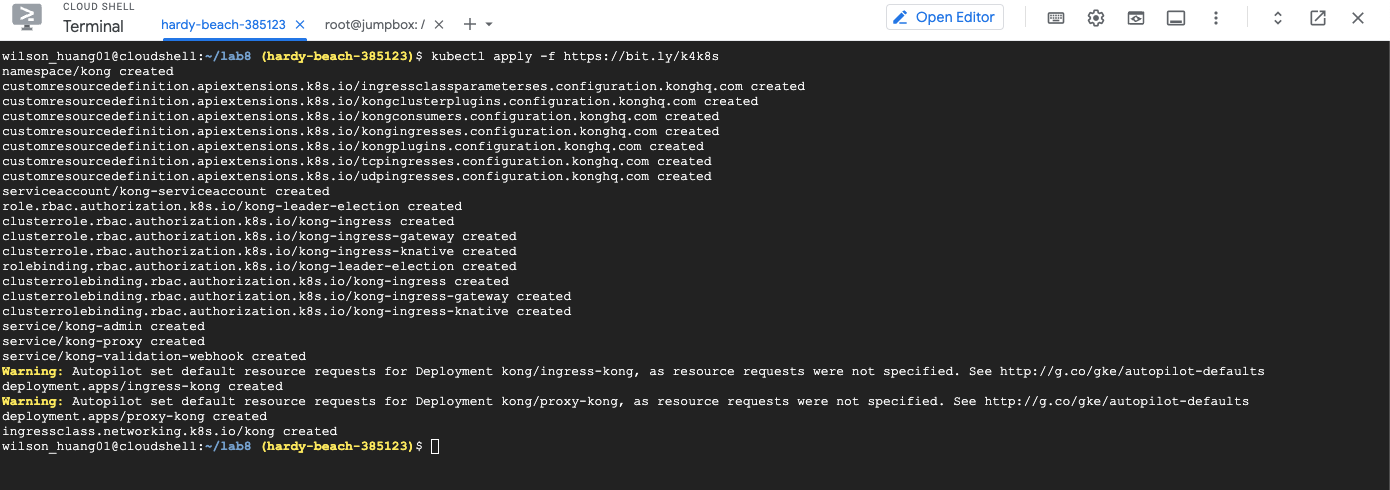 CLOUD SHELL
Terminal
hardy-beach-385123
root@jumpbox: /
Open Editor
wilson_huang01@cloudshell:~/lab8 (hardy-beach-385123)$ kubectl apply -f https://bit.ly/k4k8s
namespace/kong created
customresourcedefinition.apiextensions.k8s.io/ingressclassparameterses.configuration.konghq.com created
customresourcedefinition.apiextensions.k8s.io/kongclusterplugins.configuration.konghq.com created
customresourcedefinition.apiextensions.k8s.io/kongconsumers.configuration.konghq.com created
customresourcedefinition.apiextensions.k8s.io/kongingresses.configuration.konghq.com created
customresourcedefinition.apiextensions.k8s.io/kongplugins.configuration.konghq.com created
customresourcedefinition.apiextensions.k8s.io/tcpingresses.configuration.konghq.com created
customresourcedefinition.apiextensions.k8s.io/udpingresses.configuration.konghq.com created
serviceaccount/kong-serviceaccount created
role.rbac.authorization.k8s.io/kong-leader-election created
clusterrole.rbac.authorization.k8s.io/kong-ingress created
clusterrole.rbac.authorization.k8s.io/kong-ingress-gateway created
clusterrole.rbac.authorization.k8s.io/kong-ingress-knative created
rolebinding.rbac.authorization.k8s.io/kong-leader-election created
clusterrolebinding.rbac.authorization.k8s.io/kong-ingress created
clusterrolebinding.rbac.authorization.k8s.io/kong-ingress-gateway created
clusterrolebinding.rbac.authorization.k8s.io/kong-ingress-knative created
service/kong-admin created
service/kong-proxy created
service/kong-validation-webhook created
Warning: Autopilot set default resource requests for Deployment kong/ingress-kong, as resource requests were not specified. See http://g.co/gke/autopilot-defaults
deployment.apps/ingress-kong created
Warning: Autopilot set default resource requests for Deployment kong/proxy-kong, as resource requests were not specified. See http://g.co/gke/autopilot-defaults
deployment.apps/proxy-kong created
ingressclass.networking.k8s.io/kong created
wilson_huang01@cloudshell:~/lab8 (hardy-beach-385123)$